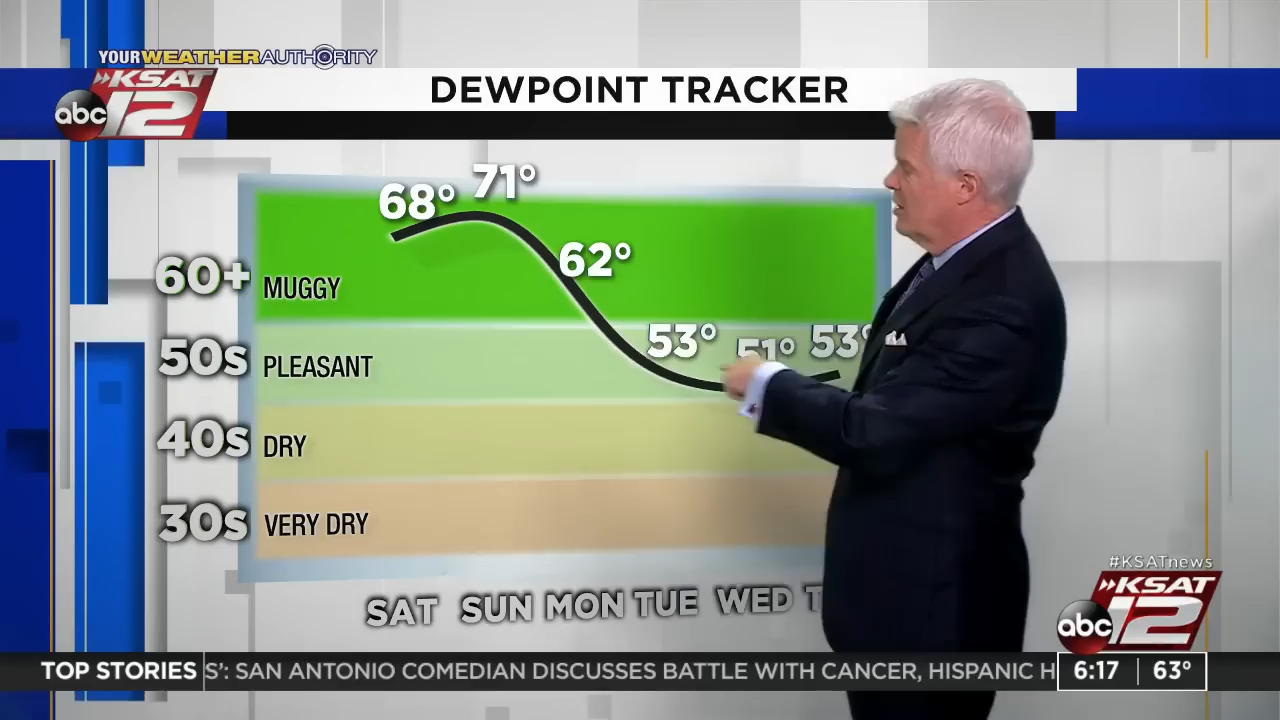 YOUR WEATHER AUTHORITY
KSAT
abc 12
DEWPOINT TRACKER
68° 71°
62°
53° 51° 53°
60+ MUGGY
50s PLEASANT
40s DRY
30s VERY DRY
SAT SUN MON TUE WED T
#KSATnews
KSAT
abc 12
TOP STORIES S': SAN ANTONIO COMEDIAN DISCUSSES BATTLE WITH CANCER, HISPANIC H 6:17 63°